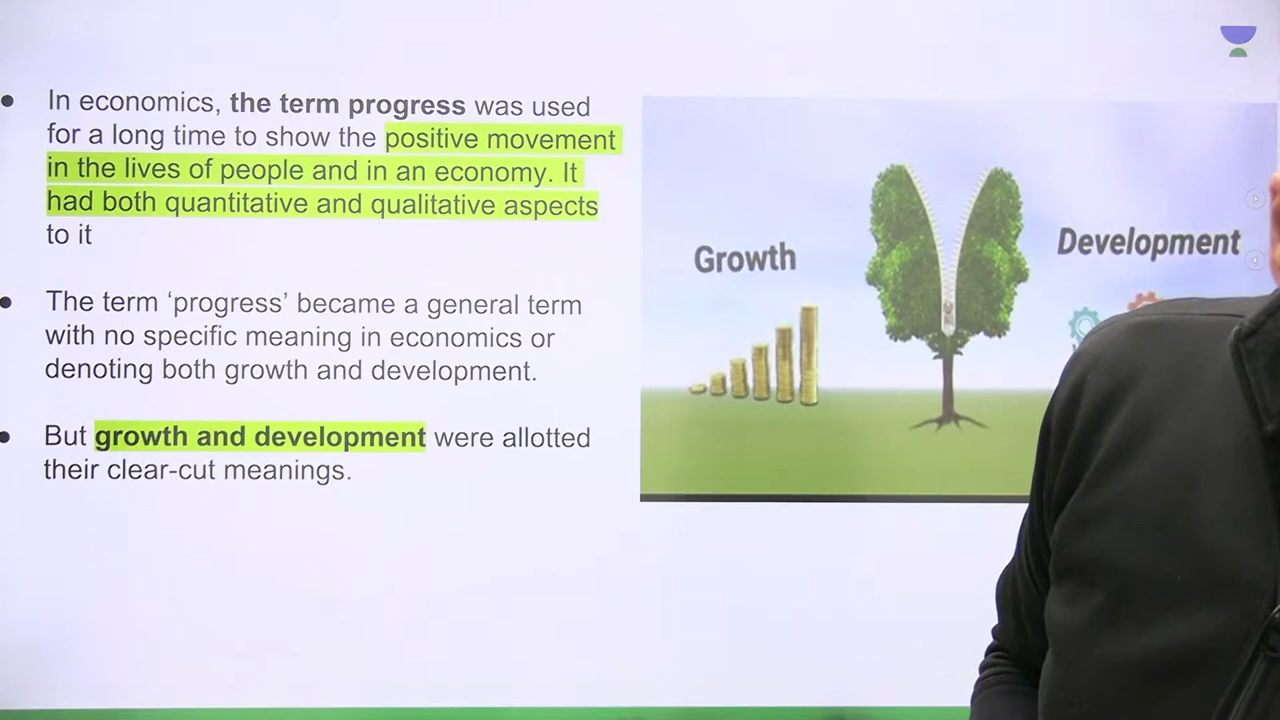 In economics, the term progress was used
for a long time to show the positive movement
in the lives of people and in an economy. It
had both quantitative and qualitative aspects
to it
The term ‘progress’ became a general term
with no specific meaning in economics or
denoting both growth and development.
But growth and development were allotted
their clear-cut meanings.
Growth
Development